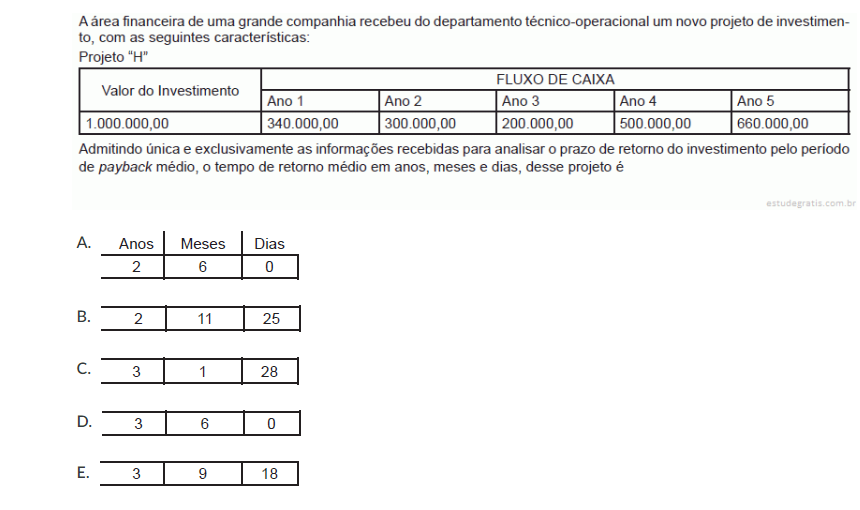 A área financeira de uma grande companhia recebeu do departamento técnico-operacional um novo projeto de investimen-
to, com as seguintes características:
Projeto “H”
Valor do Investimento FLUXO DE CAIXA
Ano 1 Ano 2 Ano 3 Ano 4 Ano 5
1.000.000,00 340.000,00 300.000,00 200.000,00 500.000,00 660.000,00
Admitindo única e exclusivamente as informações recebidas para analisar o prazo de retorno do investimento pelo período
de payback médio, o tempo de retorno médio em anos, meses e dias, desse projeto é
estudegratis.com.br
A. Anos Meses Dias
2 6 0
B. 2 11 25
C. 3 1 28
D. 3 6 0
E. 3 9 18